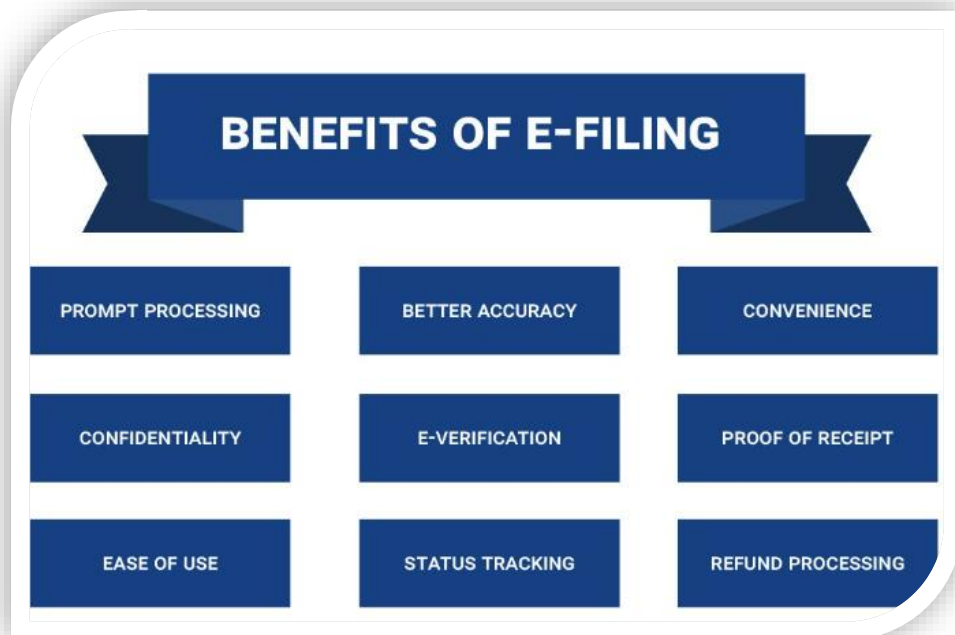 BENEFITS OF E-FILING
PROMPT PROCESSING
BETTER ACCURACY
CONVENIENCE
CONFIDENTIALITY
E-VERIFICATION
PROOF OF RECEIPT
EASE OF USE
STATUS TRACKING
REFUND PROCESSING